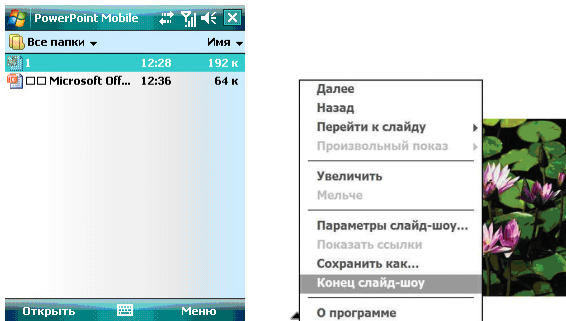 PowerPoint Mobile
Все папки Имя
1 12:28 192 к
Microsoft Off... 12:36 64 к
Открыть Меню
Далее
Назад
Перейти к слайду
Произвольный показ
Увеличить
Мельче
Параметры слайд-шоу...
Показать ссылки
Сохранить как...
Конец слайд-шоу
О программе